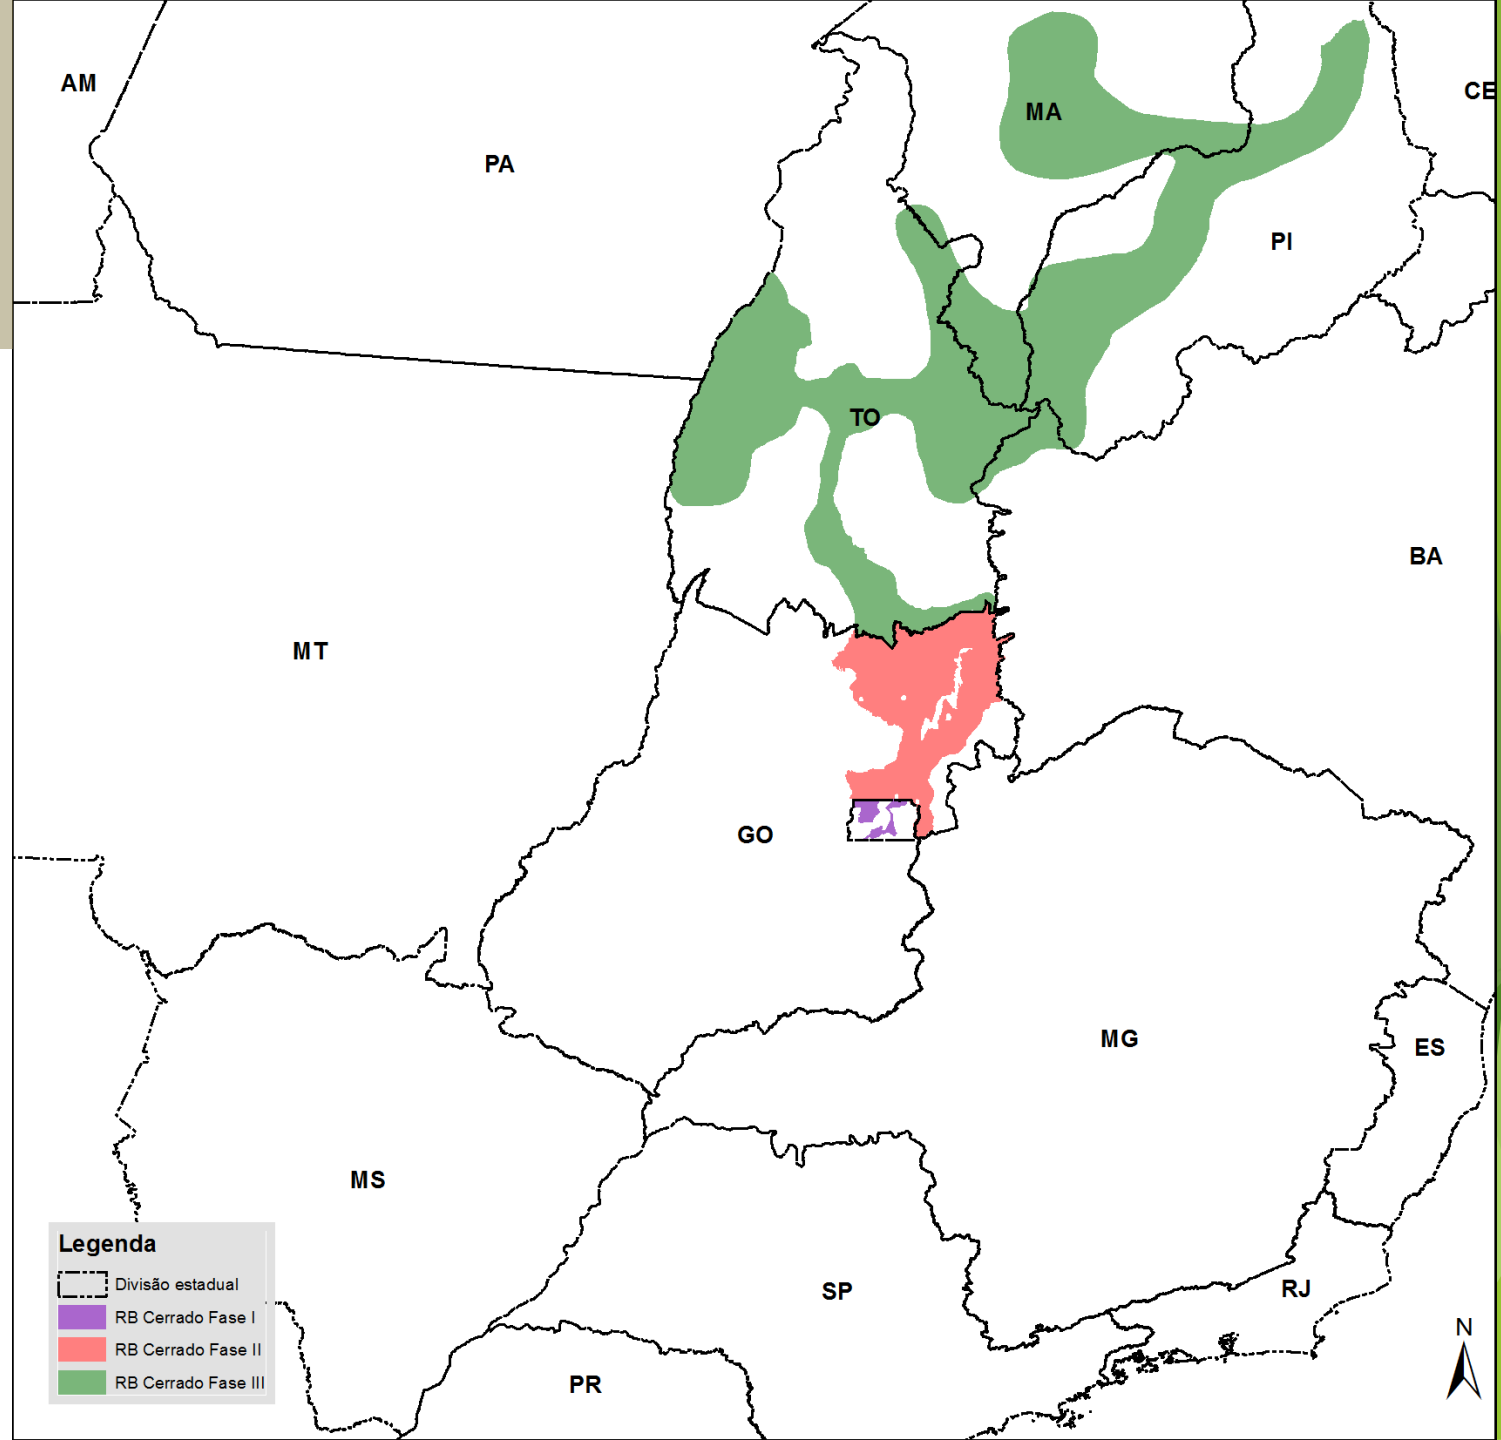 AM
CE
MA
PA
PI
TO
BA
MT
GO
MG
ES
MS
SP
RJ
PR
N
Legenda
Divisão estadual
RB Cerrado Fase I
RB Cerrado Fase II
RB Cerrado Fase III